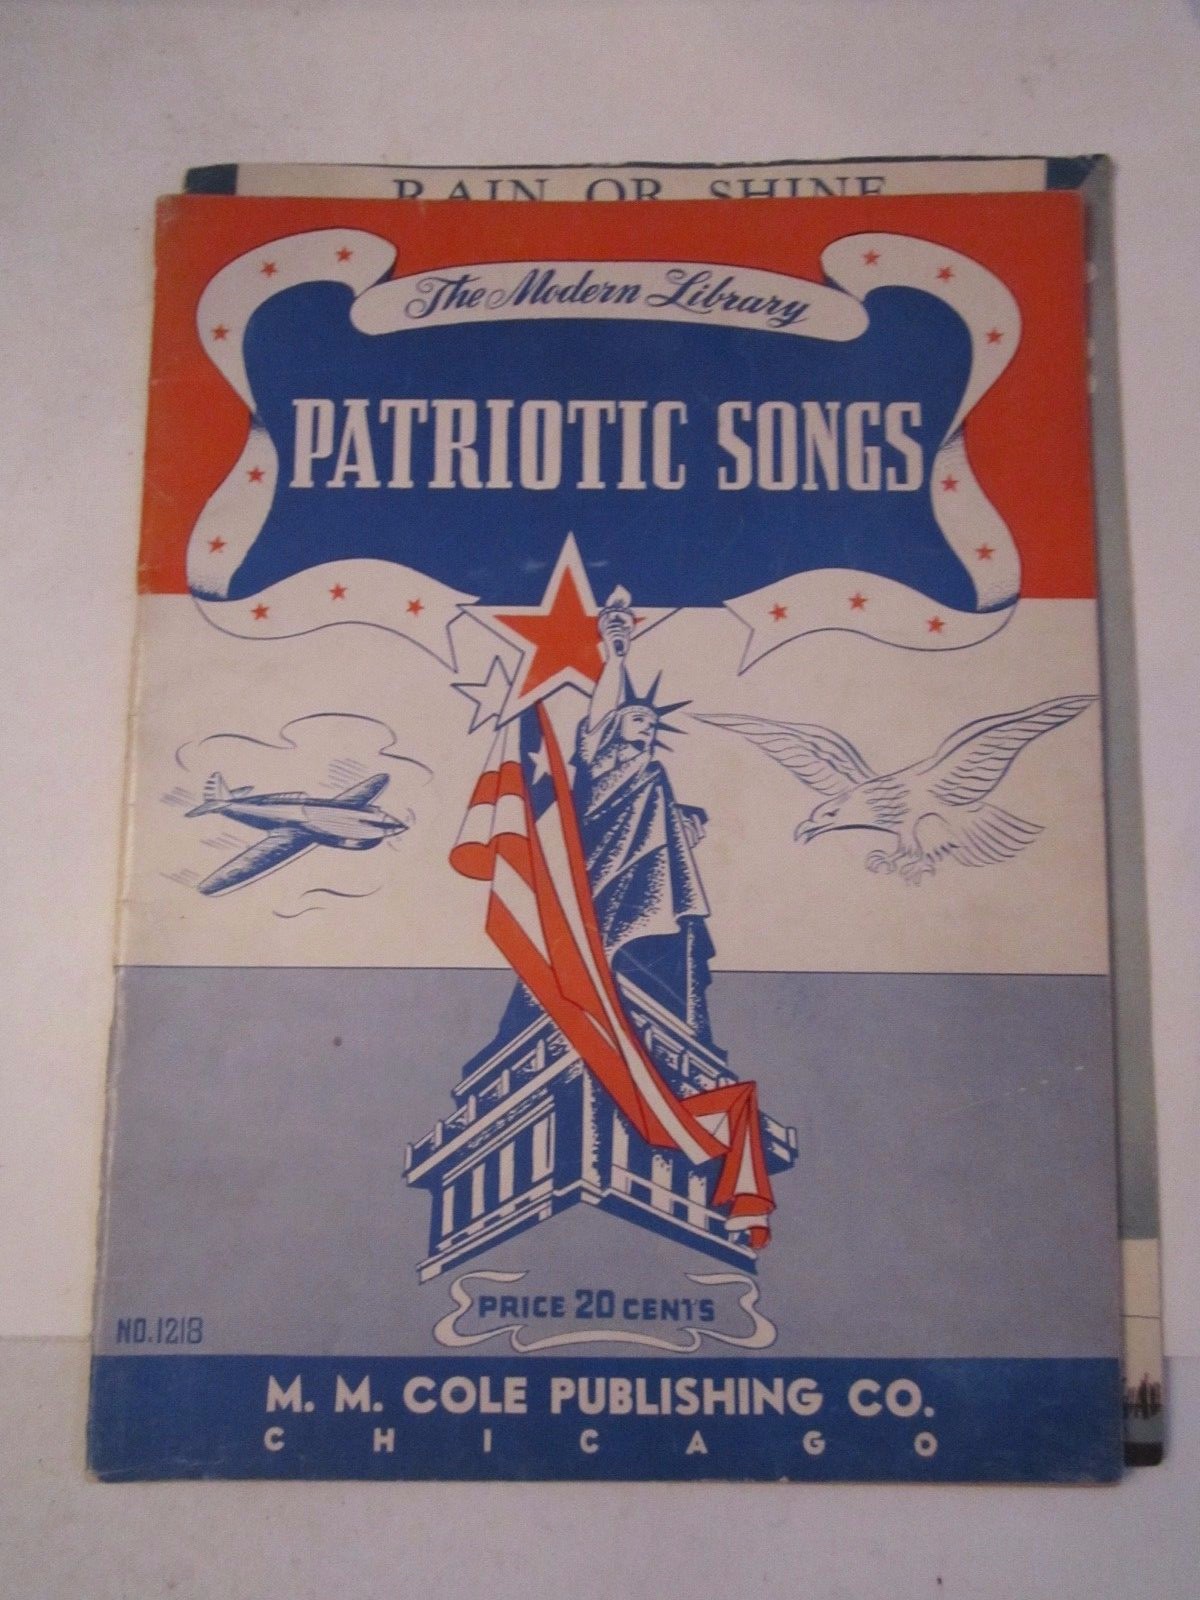 RAIN OR SHINE
The Modern Library
PATRIOTIC SONGS
PRICE 20 CENTS
NO.1218
M. M. COLE PUBLISHING CO.
CHICAGO